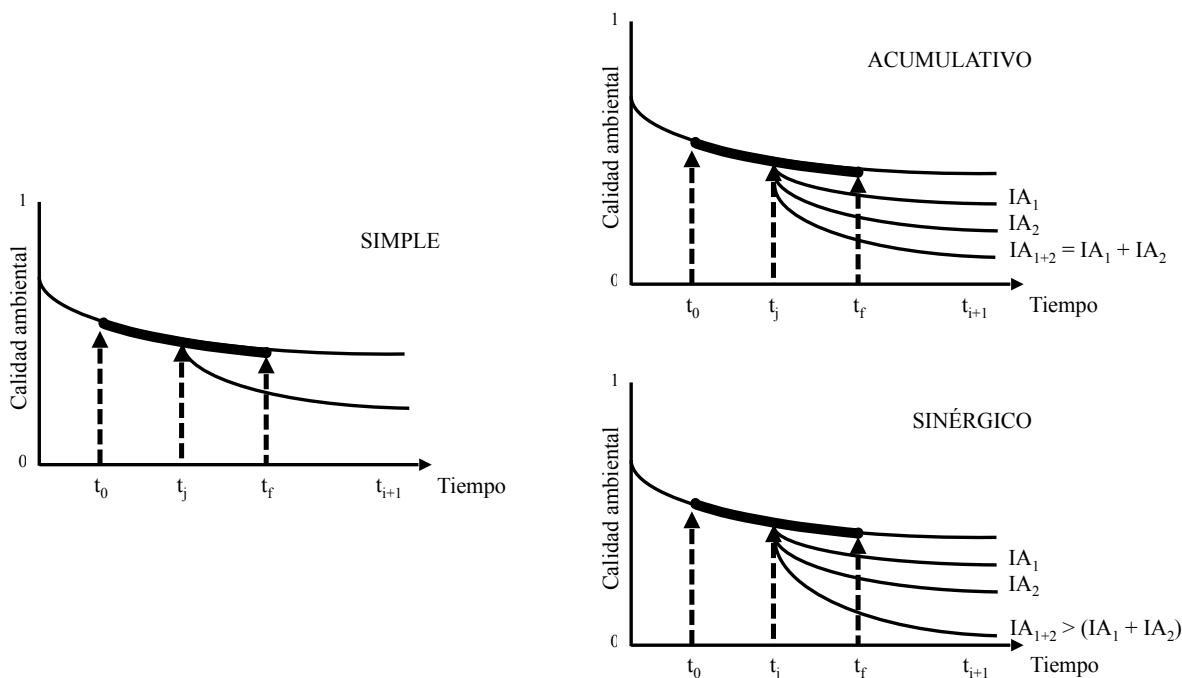 1
SIMPLE
Calidad ambiental
0
t0 tj tf ti+1 Tiempo
1
ACUMULATIVO
Calidad ambiental
IA1
IA2
IA1+2 = IA1 + IA2
0
t0 tj tf ti+1 Tiempo
1
SINÉRGICO
Calidad ambiental
IA1
IA2
IA1+2 > (IA1 + IA2)
0
t0 tj tf ti+1 Tiempo